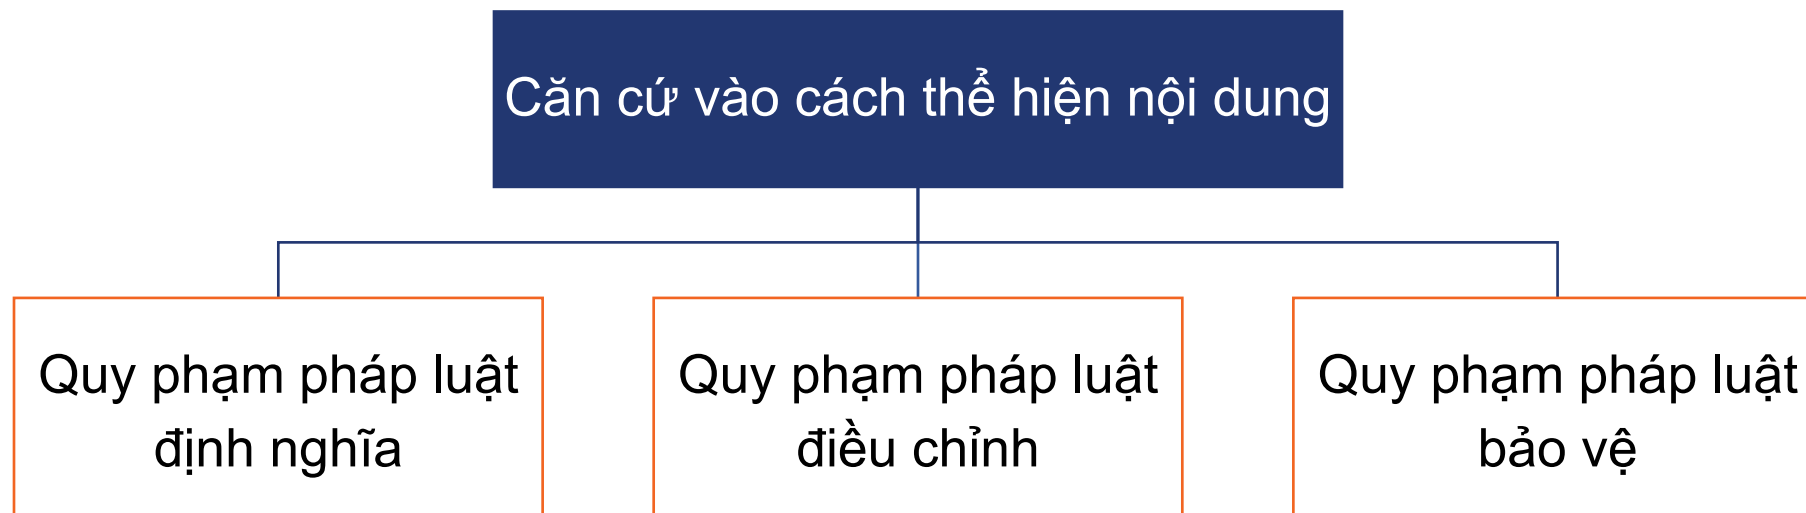 Căn cứ vào cách thể hiện nội dung
Quy phạm pháp luật
định nghĩa
Quy phạm pháp luật
điều chỉnh
Quy phạm pháp luật
bảo vệ